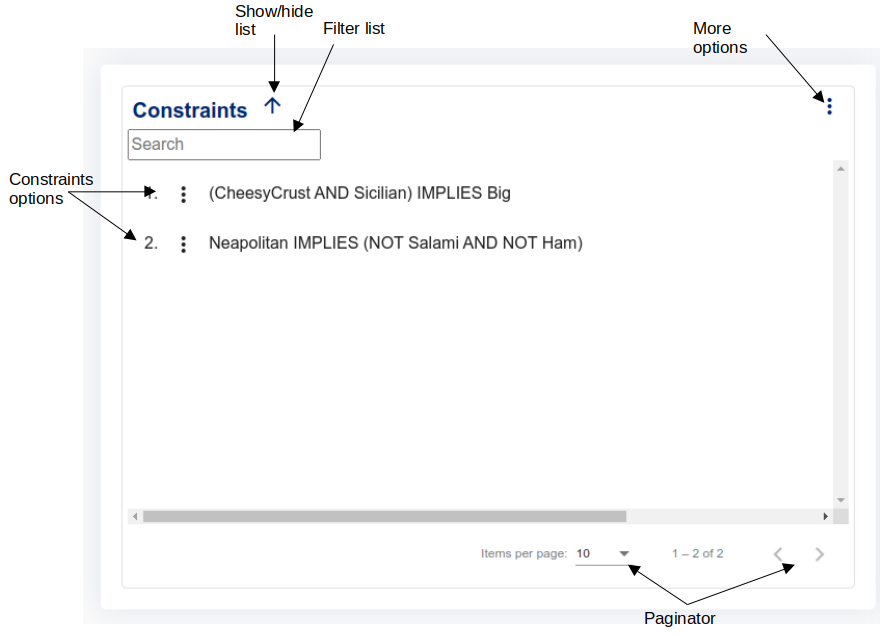 Show/hide
list
Filter list
More
options
Constraints
Search
Constraints
options
1.
(CheesyCrust AND Sicilian) IMPLIES Big
2.
Neapolitan IMPLIES (NOT Salami AND NOT Ham)
Items per page: 10
1 – 2 of 2
Paginator